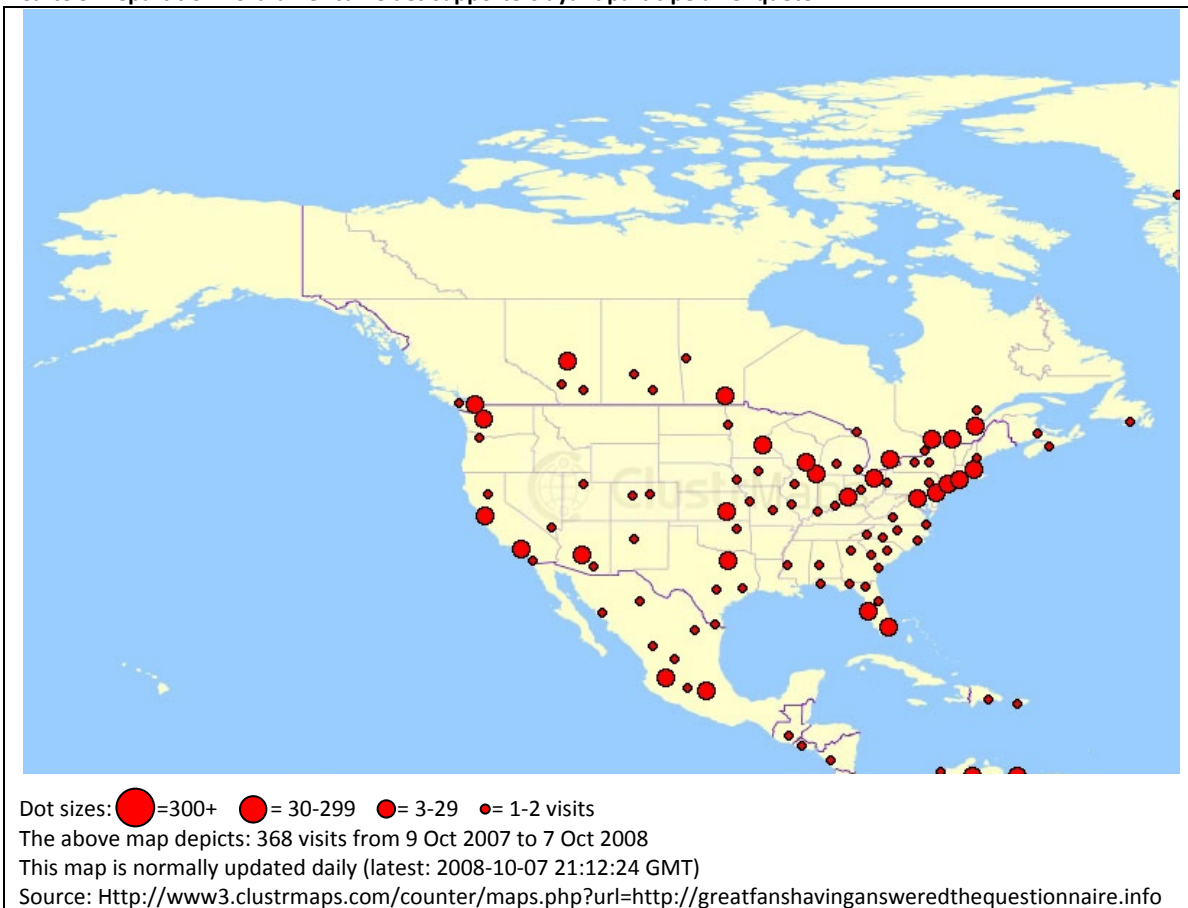 ClustrMaps
Dot sizes: =300+ = 30-299 = 3-29 = 1-2 visits
The above map depicts: 368 visits from 9 Oct 2007 to 7 Oct 2008
This map is normally updated daily (latest: 2008-10-07 21:12:24 GMT)
Source: Http://www3.clustrmaps.com/counter/maps.php?url=http://greatfanshavingansweredthequestionnaire.info